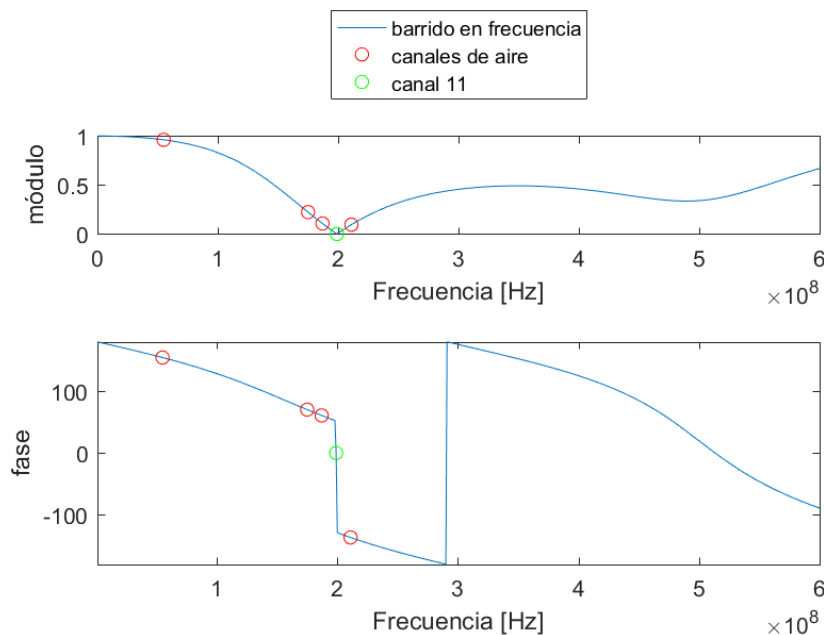 barrido en frecuencia
canales de aire
canal 11
módulo
1
0.5
0
0 1 2 3 4 5 6
Frecuencia [Hz]
×10^8
fase
100
0
-100
1 2 3 4 5 6
Frecuencia [Hz]
×10^8